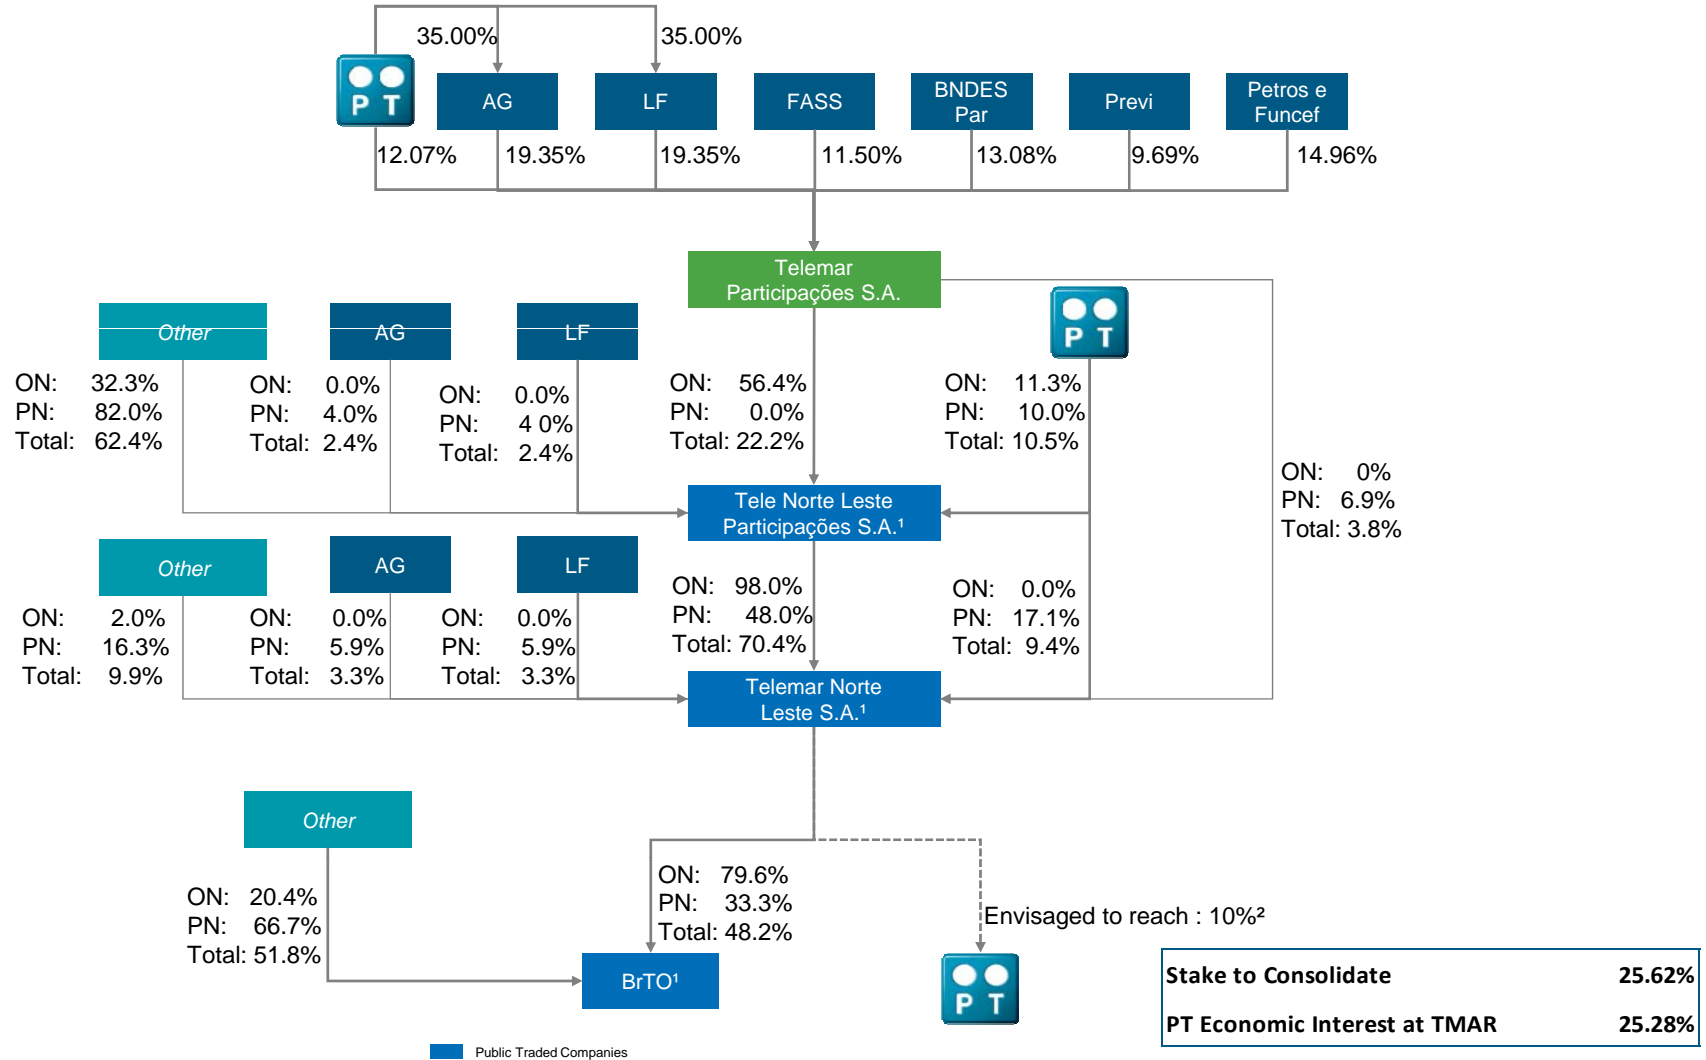 35.00%
35.00%
P T
AG
LF
FASS
BNDES
Par
Previ
Petros e
Funcef
12.07%
19.35%
19.35%
11.50%
13.08%
9.69%
14.96%
Telemar
Participações S.A.
Other
AG
LF
P T
ON: 32.3%
PN: 82.0%
Total: 62.4%
ON: 0.0%
PN: 4.0%
Total: 2.4%
ON: 0.0%
PN: 4 0%
Total: 2.4%
ON: 56.4%
PN: 0.0%
Total: 22.2%
ON: 11.3%
PN: 10.0%
Total: 10.5%
ON: 0%
PN: 6.9%
Total: 3.8%
Tele Norte Leste
Participações S.A.¹
Other
AG
LF
ON: 2.0%
PN: 16.3%
Total: 9.9%
ON: 0.0%
PN: 5.9%
Total: 3.3%
ON: 0.0%
PN: 5.9%
Total: 3.3%
ON: 98.0%
PN: 48.0%
Total: 70.4%
ON: 0.0%
PN: 17.1%
Total: 9.4%
Telemar Norte
Leste S.A.¹
Other
ON: 20.4%
PN: 66.7%
Total: 51.8%
ON: 79.6%
PN: 33.3%
Total: 48.2%
Envisaged to reach : 10%²
BrTO¹
P T
Stake to Consolidate 25.62%
PT Economic Interest at TMAR 25.28%
Public Traded Companies